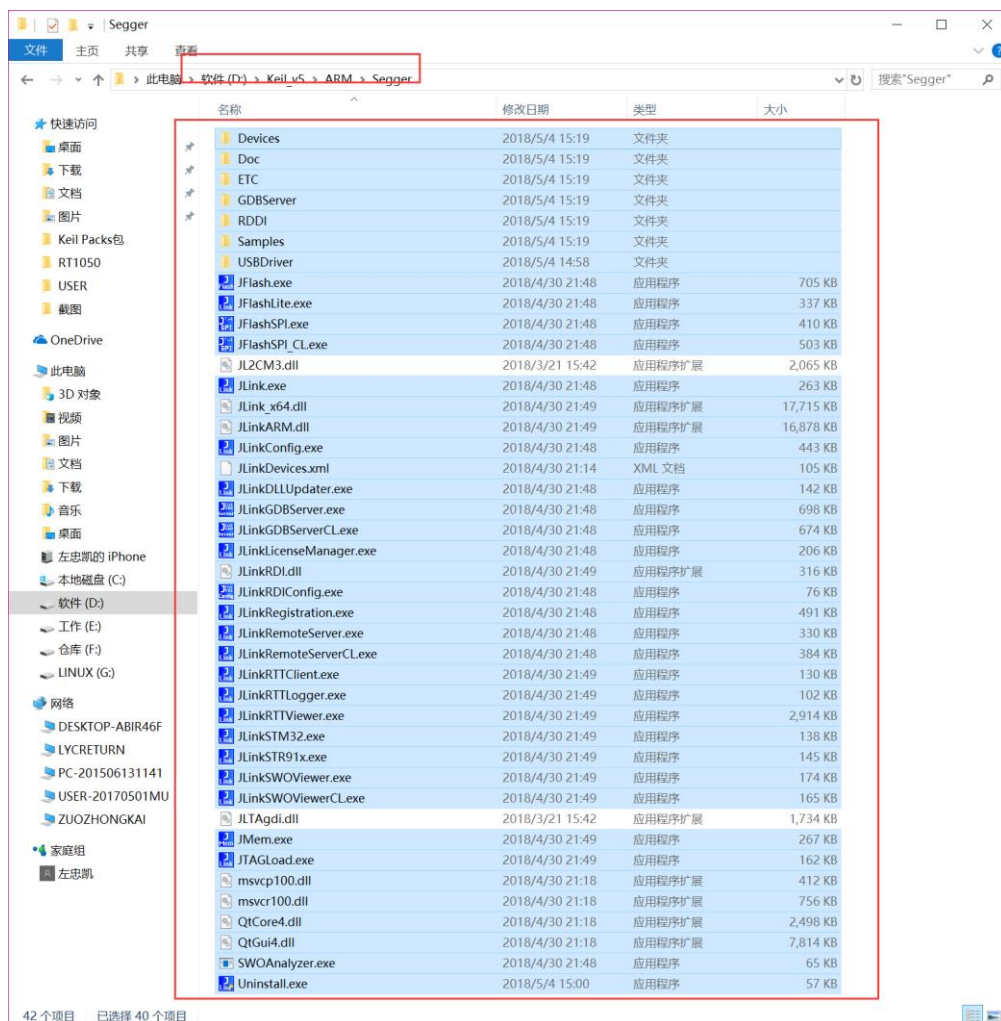 Segger
文件 主页 共享 查看
此电脑 › 软件 (D:) › Keil_v5 › ARM › Segger 搜索"Segger"
名称 修改日期 类型 大小
快速访问
桌面
下载
文档
图片
Keil Packs包
RT1050
USER
截图
OneDrive
此电脑
3D 对象
视频
图片
文档
下载
音乐
桌面
左忠凯的 iPhone
本地磁盘 (C:)
软件 (D:)
工作 (E:)
仓库 (F:)
LINUX (G:)
网络
DESKTOP-ABIR46F
LYCRETURN
PC-201506131141
USER-20170501MU
ZUOZHONGKAI
家庭组
左忠凯
Devices 2018/5/4 15:19 文件夹
Doc 2018/5/4 15:19 文件夹
ETC 2018/5/4 15:19 文件夹
GDBServer 2018/5/4 15:19 文件夹
RDDI 2018/5/4 15:19 文件夹
Samples 2018/5/4 15:19 文件夹
USBDriver 2018/5/4 14:58 文件夹
JFlash.exe 2018/4/30 21:48 应用程序 705 KB
JFlashLite.exe 2018/4/30 21:48 应用程序 337 KB
JFlashSPI.exe 2018/4/30 21:48 应用程序 410 KB
JFlashSPI_CL.exe 2018/4/30 21:48 应用程序 503 KB
JL2CM3.dll 2018/3/21 15:42 应用程序扩展 2,065 KB
JLink.exe 2018/4/30 21:48 应用程序 263 KB
JLink_x64.dll 2018/4/30 21:49 应用程序扩展 17,715 KB
JLinkARM.dll 2018/4/30 21:49 应用程序扩展 16,878 KB
JLinkConfig.exe 2018/4/30 21:48 应用程序 443 KB
JLinkDevices.xml 2018/4/30 21:14 XML 文档 105 KB
JLinkDLLUpdater.exe 2018/4/30 21:48 应用程序 142 KB
JLinkGDBServer.exe 2018/4/30 21:48 应用程序 698 KB
JLinkGDBServerCL.exe 2018/4/30 21:48 应用程序 674 KB
JLinkLicenseManager.exe 2018/4/30 21:48 应用程序 206 KB
JLinkRDI.dll 2018/4/30 21:49 应用程序扩展 316 KB
JLinkRDIConfig.exe 2018/4/30 21:48 应用程序 76 KB
JLinkRegistration.exe 2018/4/30 21:48 应用程序 491 KB
JLinkRemoteServer.exe 2018/4/30 21:48 应用程序 330 KB
JLinkRemoteServerCL.exe 2018/4/30 21:48 应用程序 384 KB
JLinkRTTClient.exe 2018/4/30 21:49 应用程序 130 KB
JLinkRTTLogger.exe 2018/4/30 21:49 应用程序 102 KB
JLinkRTTViewer.exe 2018/4/30 21:49 应用程序 2,914 KB
JLinkSTM32.exe 2018/4/30 21:49 应用程序 138 KB
JLinkSTR91x.exe 2018/4/30 21:49 应用程序 145 KB
JLinkSWOViewer.exe 2018/4/30 21:49 应用程序 174 KB
JLinkSWOViewerCL.exe 2018/4/30 21:49 应用程序 165 KB
JLTAgdi.dll 2018/3/21 15:42 应用程序扩展 1,734 KB
JMem.exe 2018/4/30 21:49 应用程序 267 KB
JTAGLoad.exe 2018/4/30 21:49 应用程序 162 KB
msvcp100.dll 2018/4/30 21:18 应用程序扩展 412 KB
msvcr100.dll 2018/4/30 21:18 应用程序扩展 756 KB
QtCore4.dll 2018/4/30 21:18 应用程序扩展 2,498 KB
QtGui4.dll 2018/4/30 21:18 应用程序扩展 7,814 KB
SWOAnalyzer.exe 2018/4/30 21:48 应用程序 65 KB
Uninstall.exe 2018/5/4 15:00 应用程序 57 KB
42 个项目 已选择 40 个项目